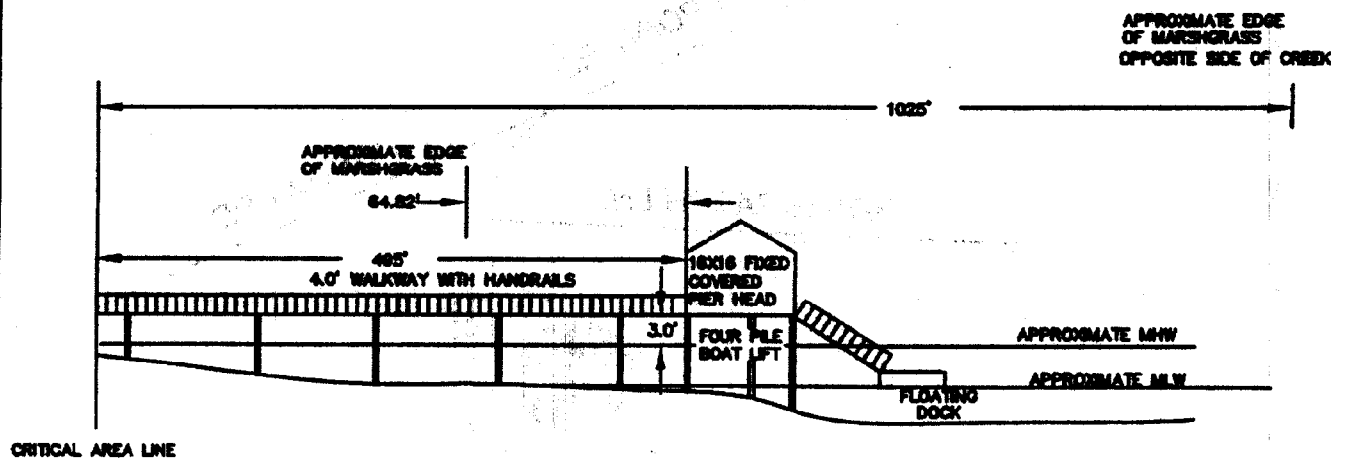 APPROXIMATE EDGE
OF MARSHGRASS
OPPOSITE SIDE OF CREEK
1025'
APPROXIMATE EDGE
OF MARSHGRASS
64.82'
495'
4.0' WALKWAY WITH HANDRAILS
16X16 FIXED
COVERED
PIER HEAD
3.0'
FOUR PILE
BOAT LIFT
APPROXIMATE MHW
APPROXIMATE MLW
FLOATING
DOCK
CRITICAL AREA LINE